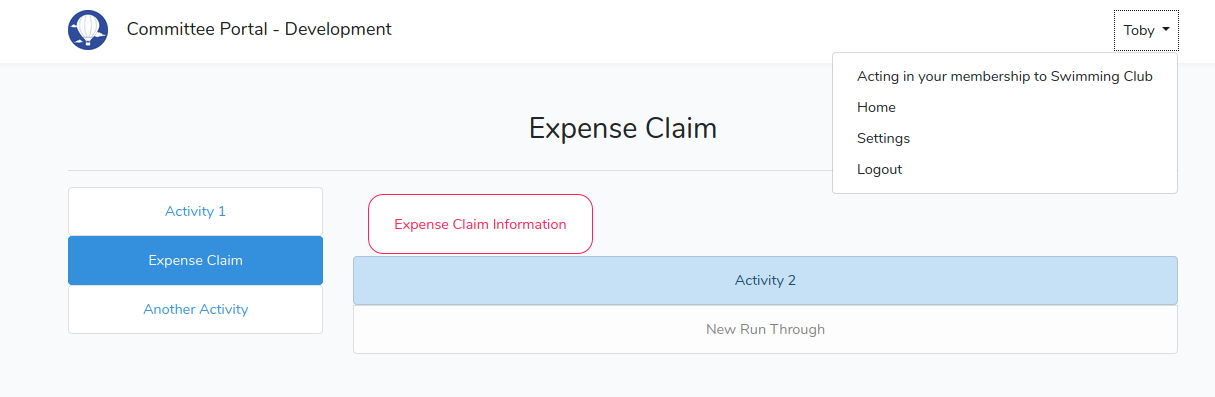 Committee Portal - Development
Toby
Acting in your membership to Swimming Club
Home
Settings
Logout
Expense Claim
Activity 1
Expense Claim
Another Activity
Expense Claim Information
Activity 2
New Run Through